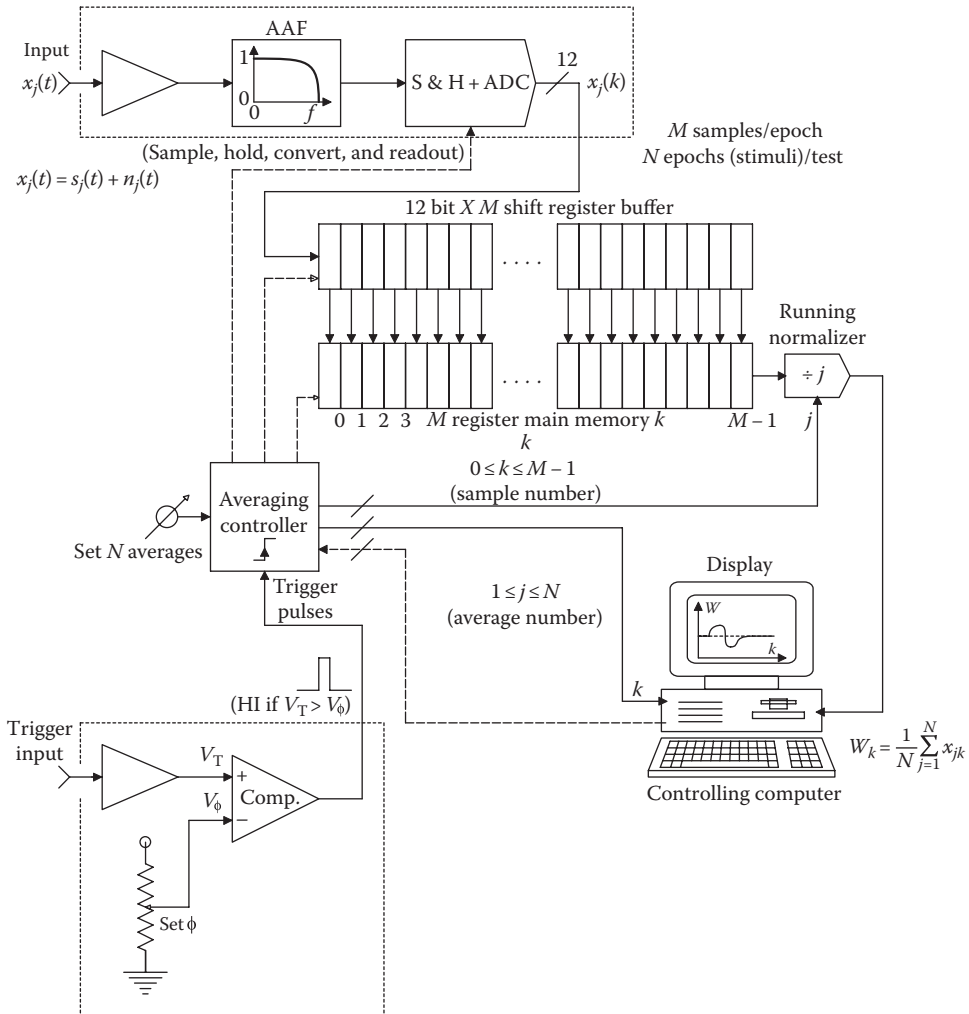 AAF
Input
x_j(t)
1
0
0
f
S & H + ADC
12
x_j(k)
(Sample, hold, convert, and readout)
M samples/epoch
N epochs (stimuli)/test
x_j(t) = s_j(t) + n_j(t)
12 bit X M shift register buffer
. . . .
Running
normalizer
÷ j
. . . .
0 1 2 3 M register main memory k M – 1
j
k
0 ≤ k ≤ M – 1
(sample number)
Averaging
controller
Set N averages
Trigger
pulses
1 ≤ j ≤ N
(average number)
Display
W
k
k
(HI if V_T > V_ϕ)
W_k = 1/N ∑_{j=1}^{N} x_{jk}
Controlling computer
Trigger
input
V_T
+
Comp.
V_ϕ
–
Set ϕ